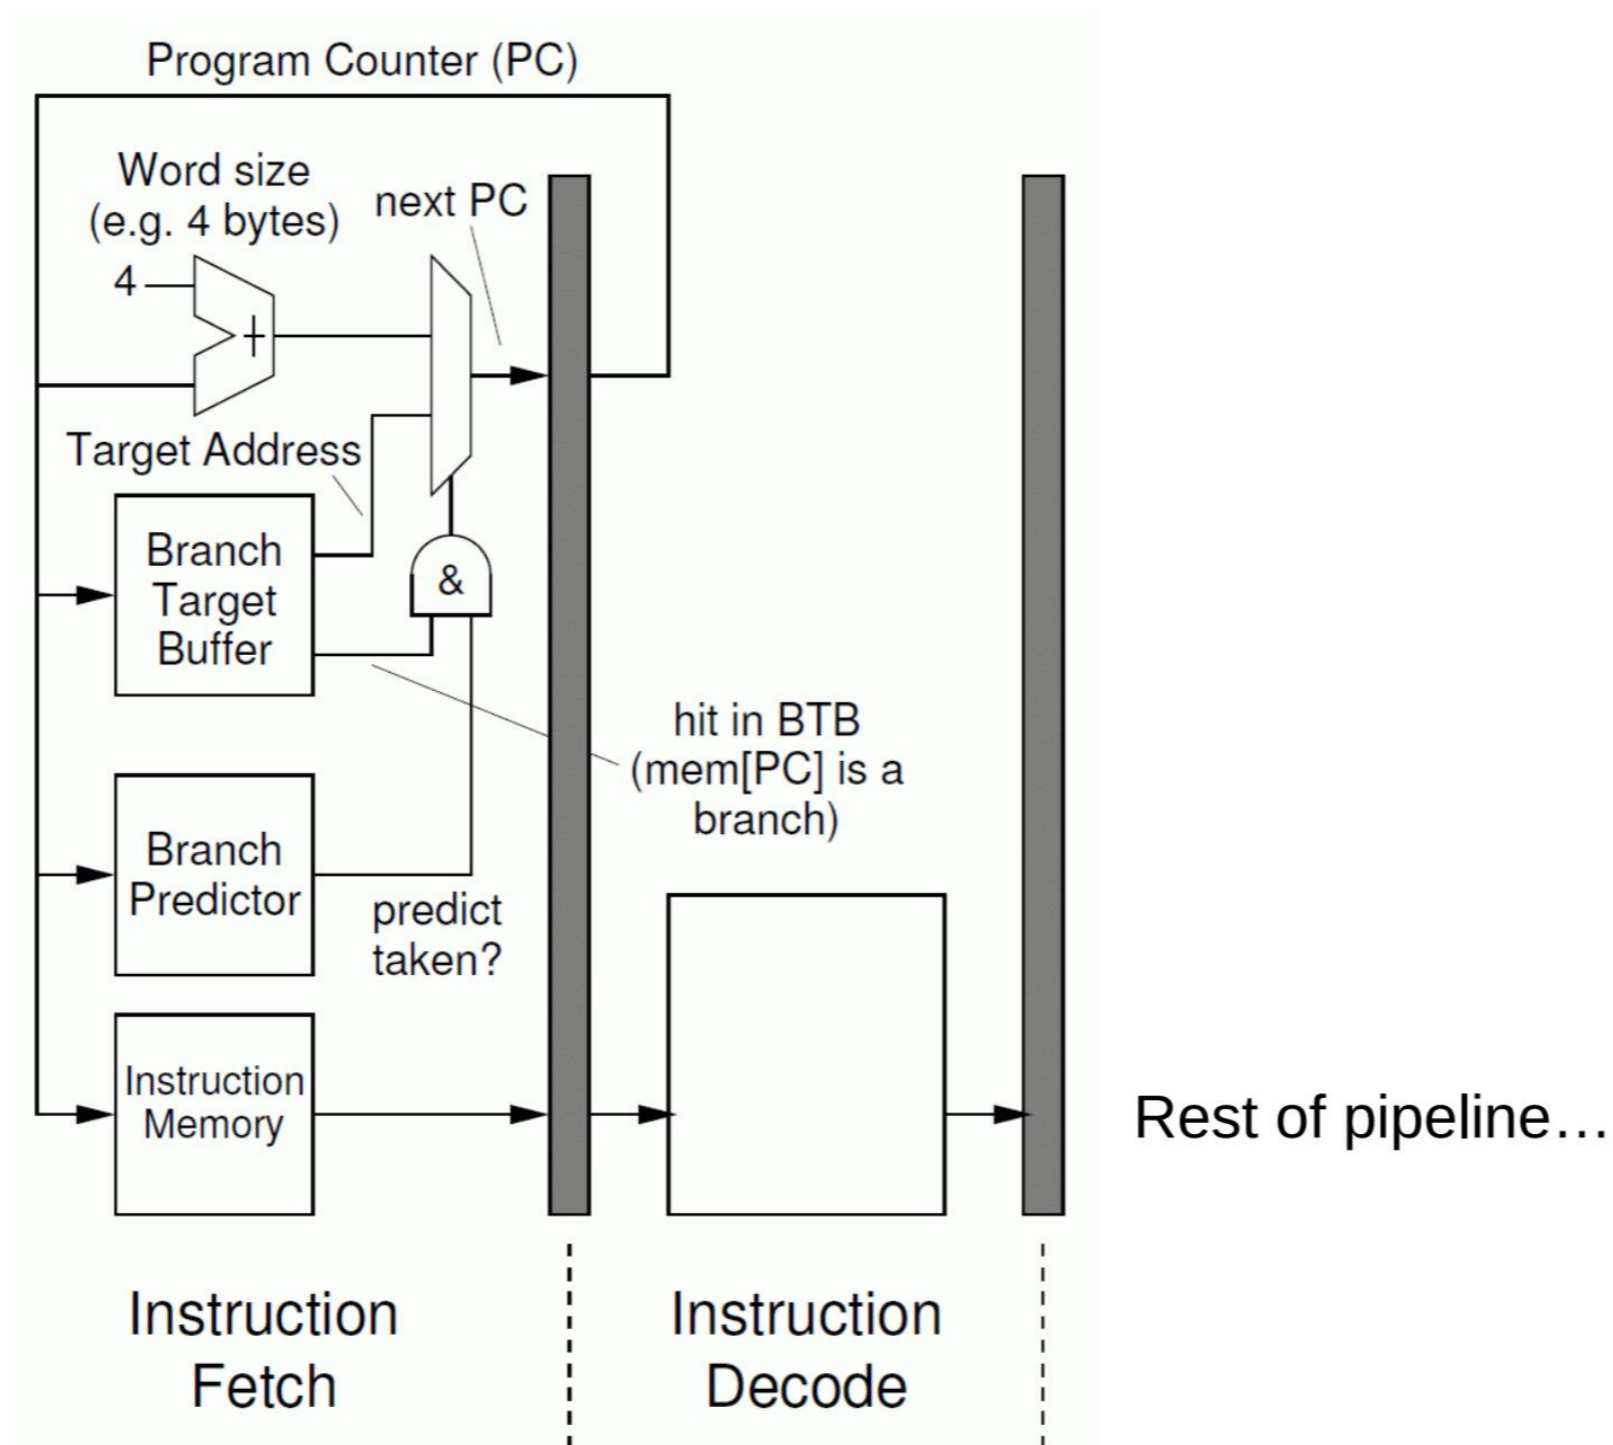 Program Counter (PC)
Word size
(e.g. 4 bytes)
next PC
4
+
Target Address
Branch
Target
Buffer
&
hit in BTB
(mem[PC] is a
branch)
Branch
Predictor
predict
taken?
Instruction
Memory
Rest of pipeline…
Instruction
Fetch
Instruction
Decode